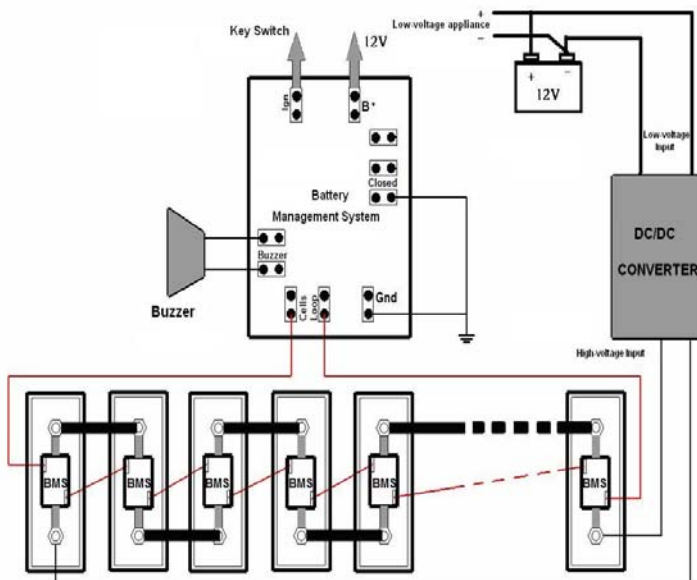 Key Switch
12V
Low-voltage appliance
+
−
+ −
12V
Ign
B+
Closed
Battery
Management System
Buzzer
Buzzer
Cells
Loop
Gnd
Low-voltage
Input
DC/DC
CONVERTER
High-voltage Input
BMS
BMS
BMS
BMS
BMS
BMS